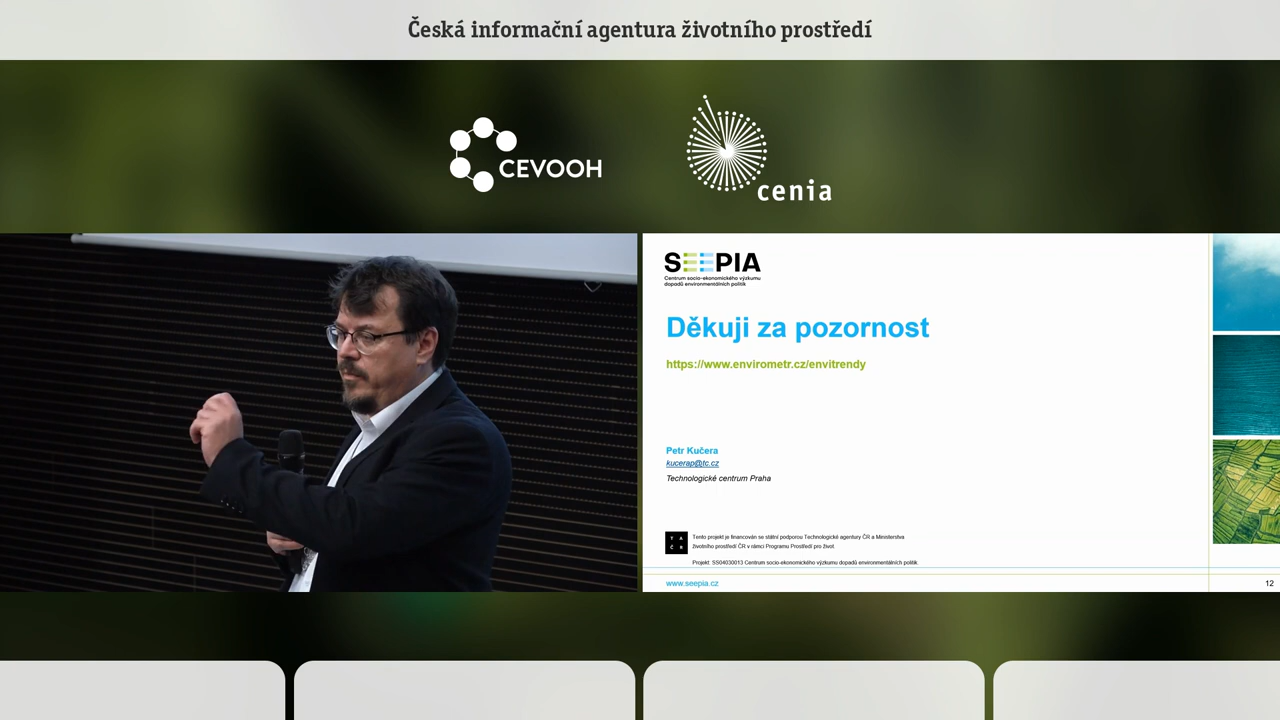 Česká informační agentura životního prostředí
CEVOOH
cenia
SEEPIA
Centrum socio-ekonomického výzkumu
dopadů environmentálních politik
Děkuji za pozornost
https://www.envirometr.cz/envitrendy
Petr Kučera
kucerap@tc.cz
Technologické centrum Praha
T A
Č R
Tento projekt je financován se státní podporou Technologické agentury ČR a Ministerstva
životního prostředí ČR v rámci Programu Prostředí pro život.
Projekt: SS04030013 Centrum socio-ekonomického výzkumu dopadů environmentálních politik.
www.seepia.cz
12